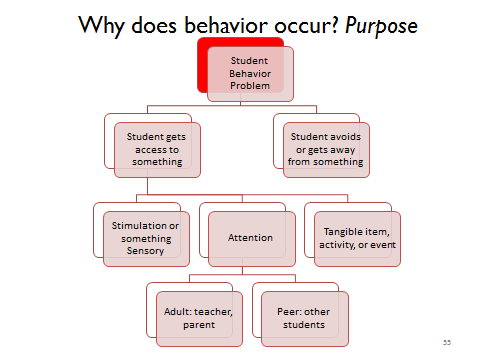 Why does behavior occur? Purpose
Student
Behavior
Problem
Student gets
access to
something
Student avoids
or gets away
from something
Stimulation or
something
Sensory
Attention
Tangible item,
activity, or event
Adult: teacher,
parent
Peer: other
students
55